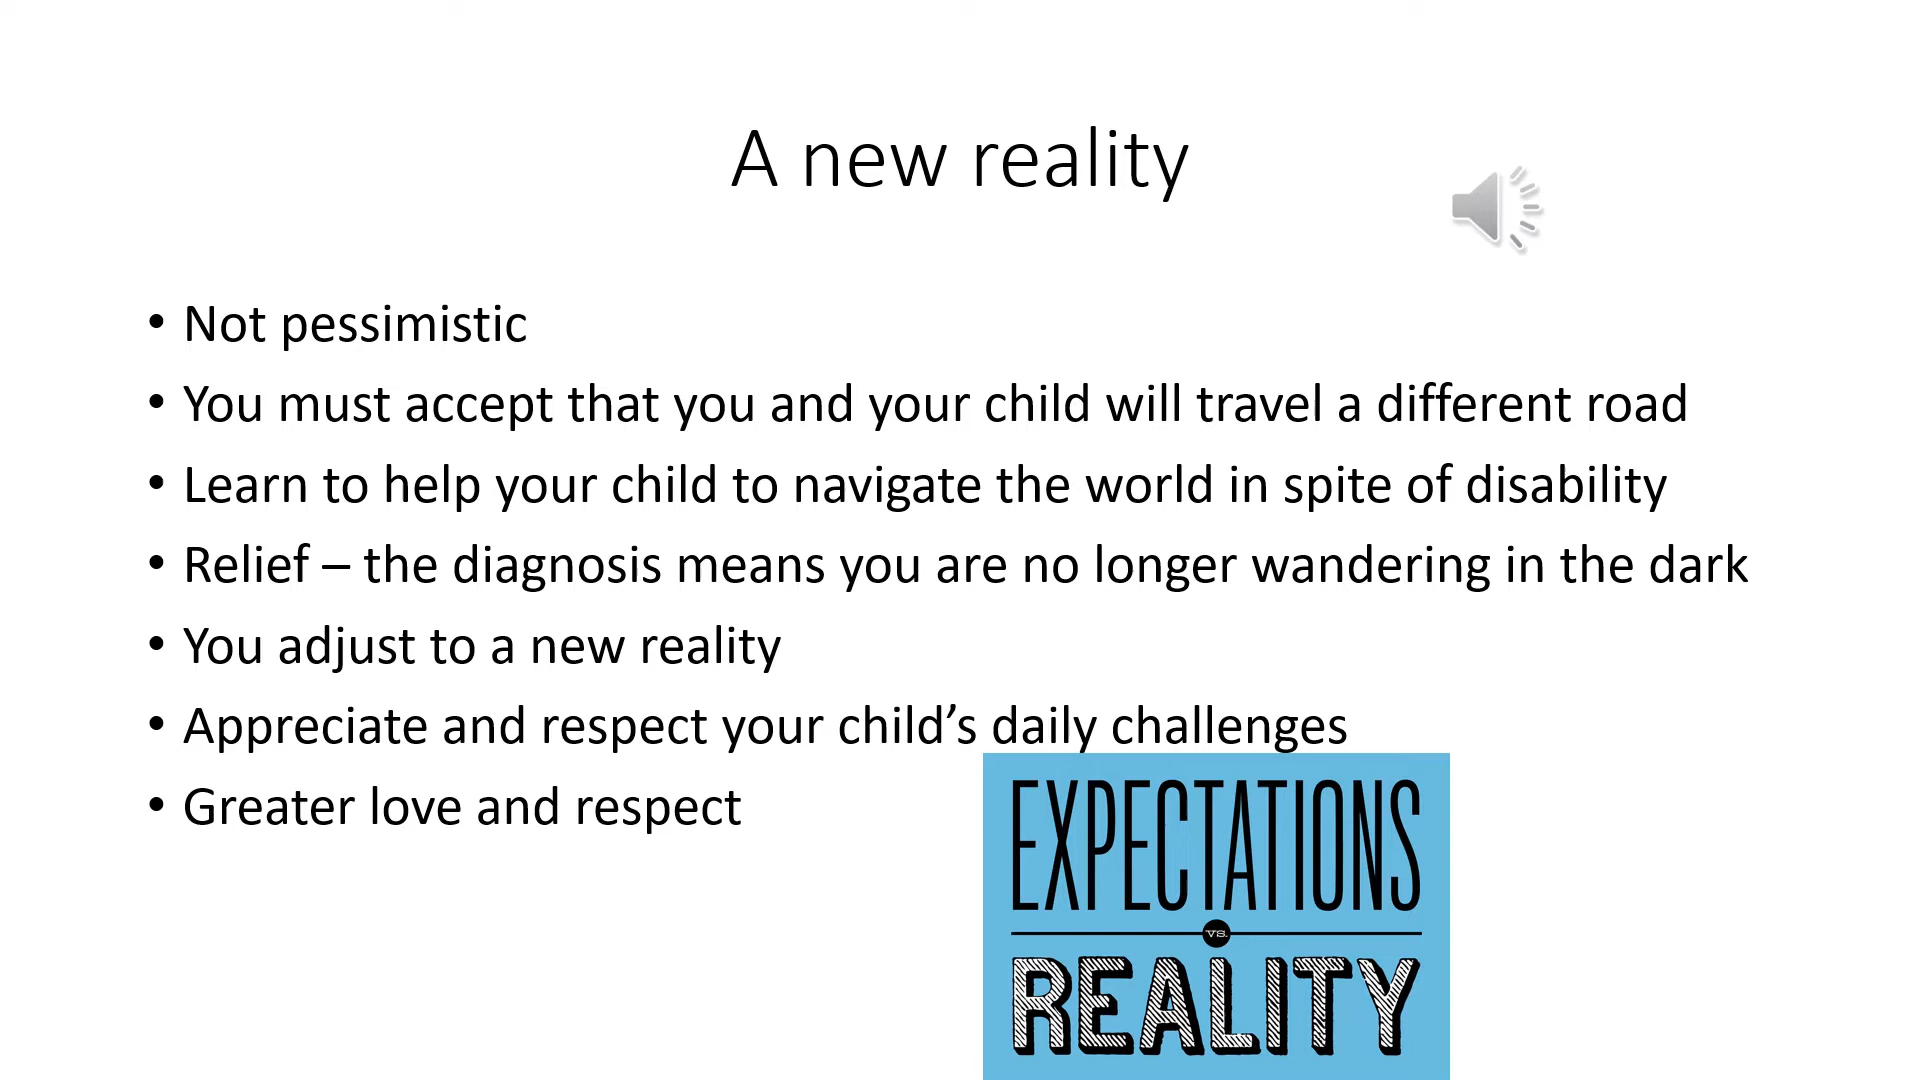 A new reality
• Not pessimistic
• You must accept that you and your child will travel a different road
• Learn to help your child to navigate the world in spite of disability
• Relief – the diagnosis means you are no longer wandering in the dark
• You adjust to a new reality
• Appreciate and respect your child’s daily challenges
• Greater love and respect
EXPECTATIONS
VS.
REALITY